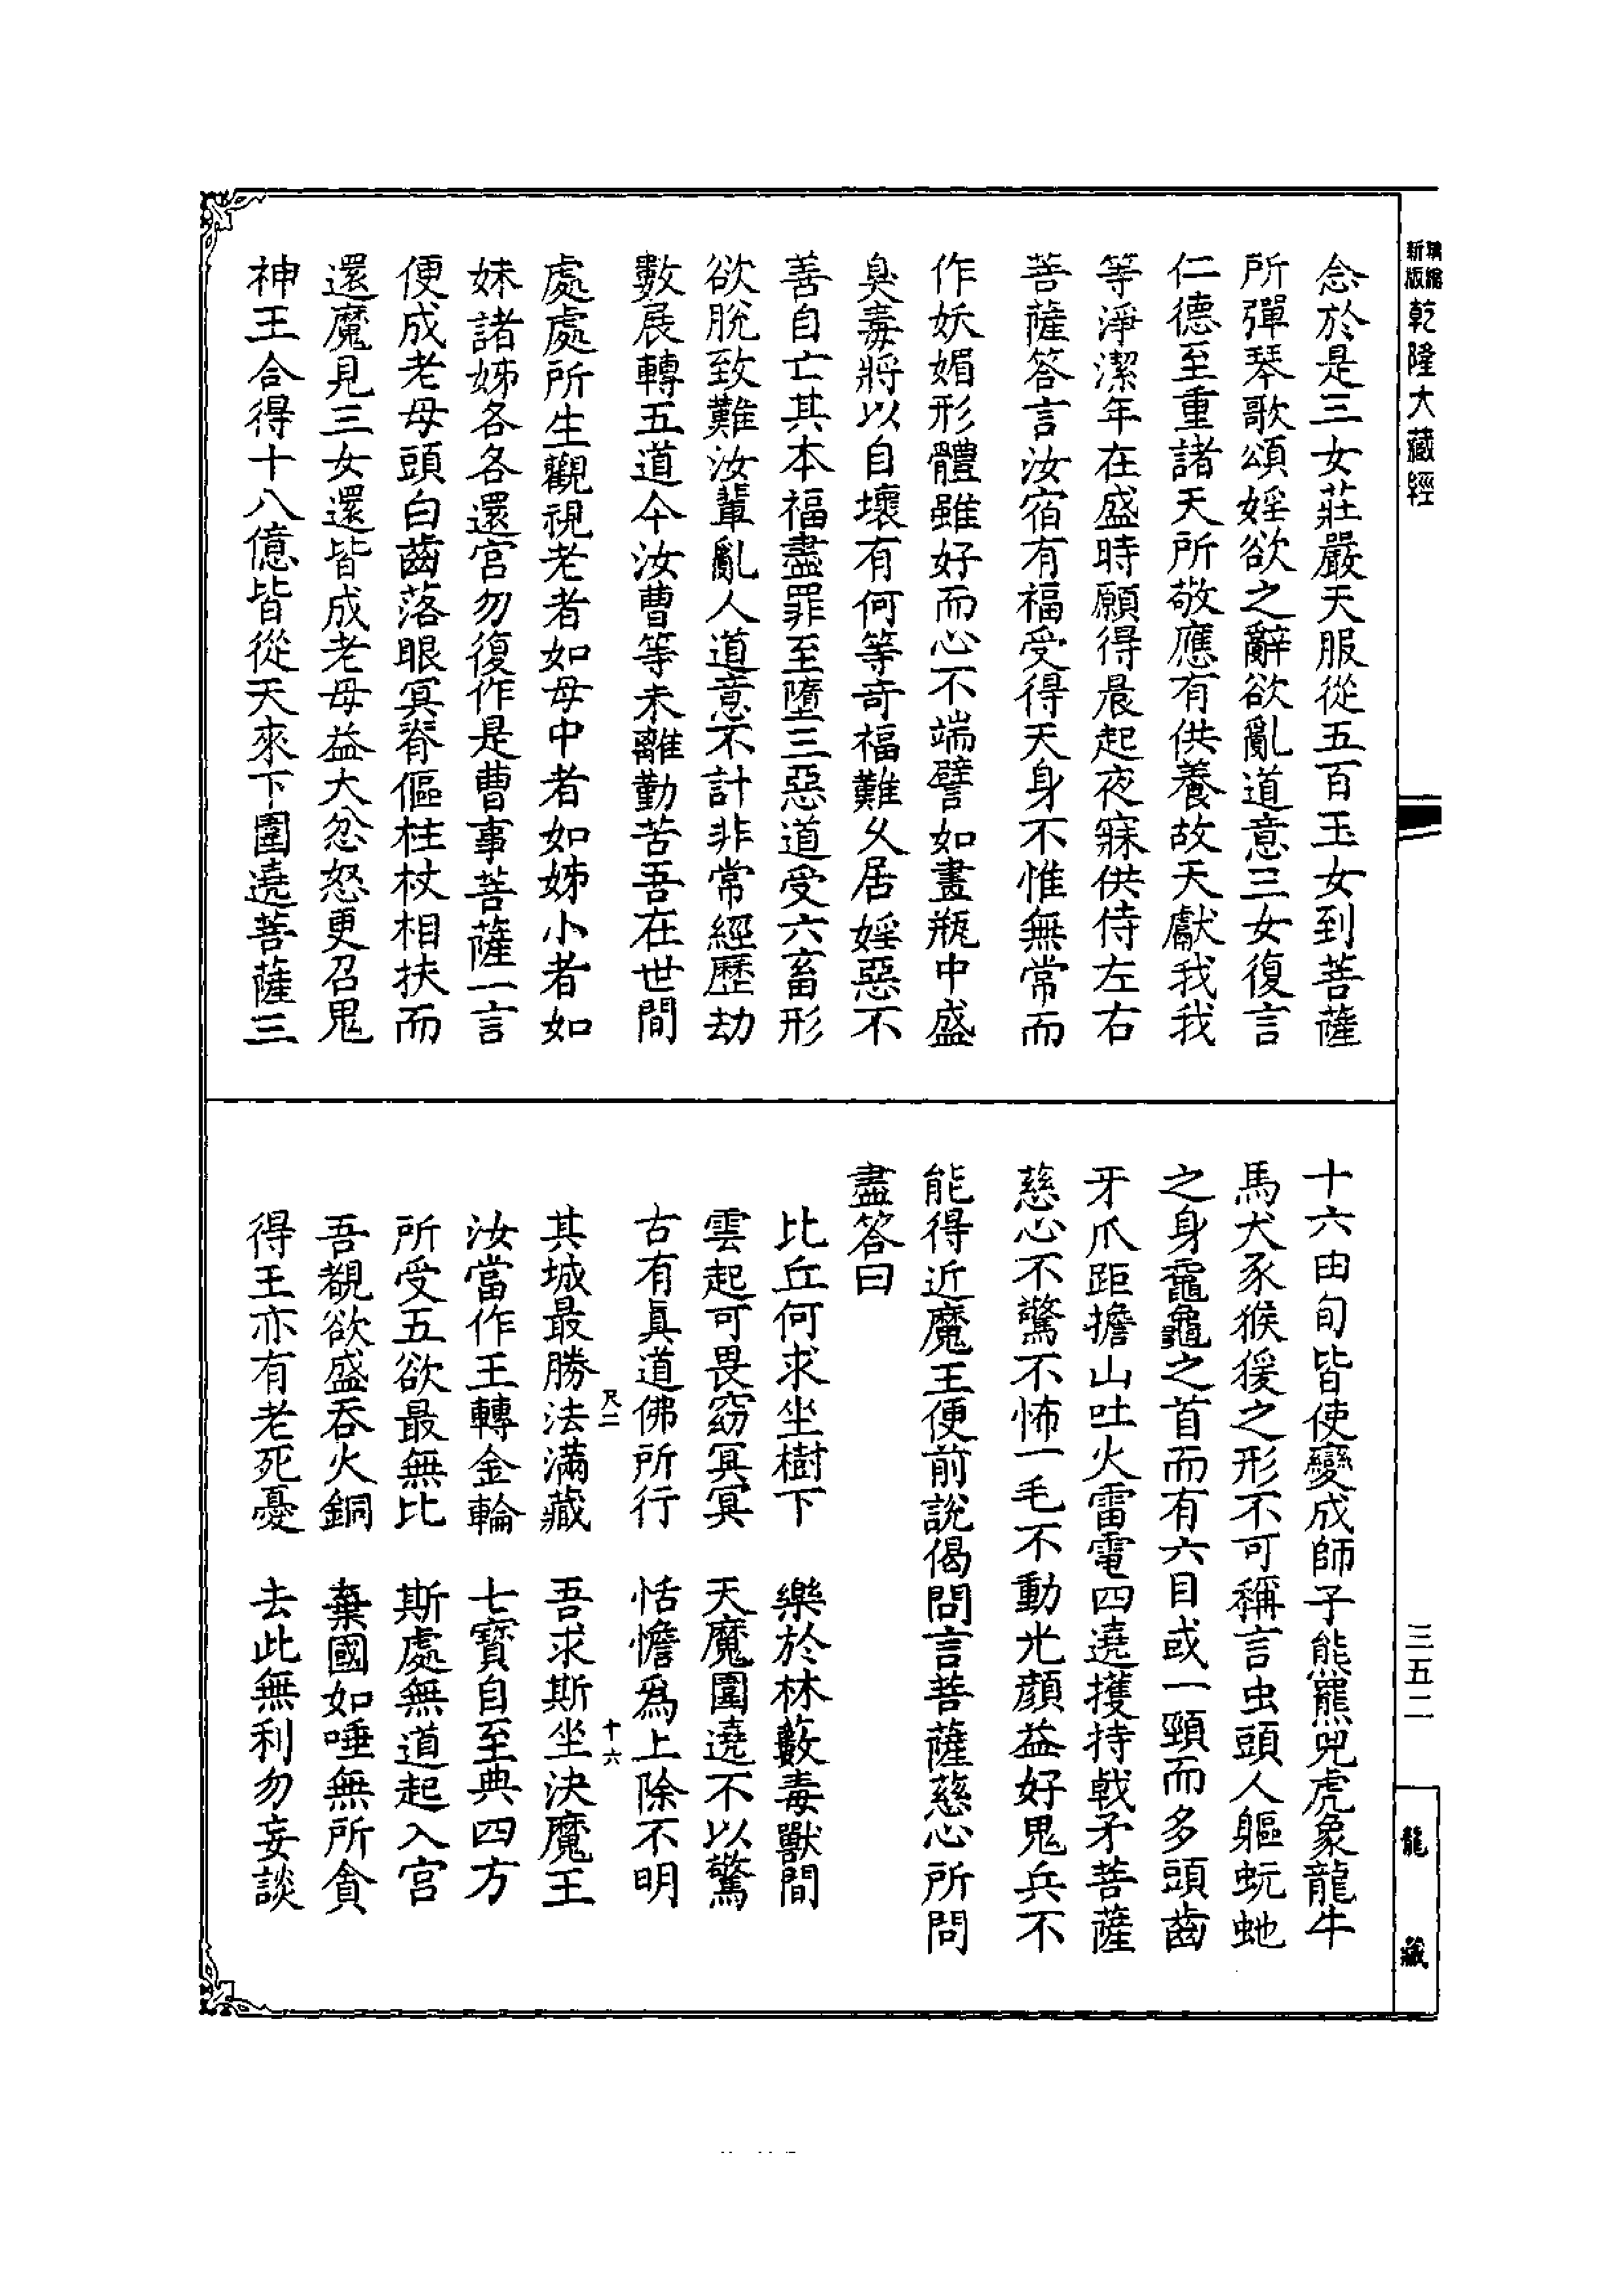 新版
精縮
乾隆大藏經
念於是三女莊嚴天服從五百玉女到菩薩
所彈琴歌頌婬欲之辭欲亂道意三女復言
仁德至重諸天所敬應有供養故天獻我我
等淨潔年在盛時願得晨起夜寐供侍左右
菩薩答言汝宿有福受得天身不惟無常而
作妖媚形體雖好而心不端譬如畫瓶中盛
臭毒將以自壞有何等奇福難久居婬惡不
善自亡其本福盡罪至墮三惡道受六畜形
欲脫致難汝輩亂人道意不計非常經歷劫
數展轉五道今汝曹等未離勤苦吾在世間
處處所生觀視老者如母中者如姊小者如
妹諸姊各各還宮勿復作是曹事菩薩一言
便成老母頭白齒落眼冥脊傴柱杖相扶而
還魔見三女還皆成老母益大忿怒更召鬼
神王合得十八億皆從天來下圍遶菩薩三
十六由旬皆使變成師子熊羆兕虎象龍牛
馬犬豕猴猨之形不可稱言虫頭人軀蚖虵
之身黿龜之首而有六目或一頸而多頭齒
牙爪距擔山吐火雷電四遶擭持戟矛菩薩
慈心不驚不怖一毛不動光顏益好鬼兵不
能得近魔王便前說偈問言菩薩慈心所問
盡答曰
比丘何求坐樹下　樂於林藪毒獸間
雲起可畏窈冥冥　天魔圍遶不以驚
古有真道佛所行　恬憺為上除不明
尺二　十六
其城最勝法滿藏　吾求斯坐決魔王
汝當作王轉金輪　七寶自至典四方
所受五欲最無比　斯處無道起入宮
吾覩欲盛吞火銅　棄國如唾無所貪
得王亦有老死憂　去此無利勿妄談
三五二
龍藏